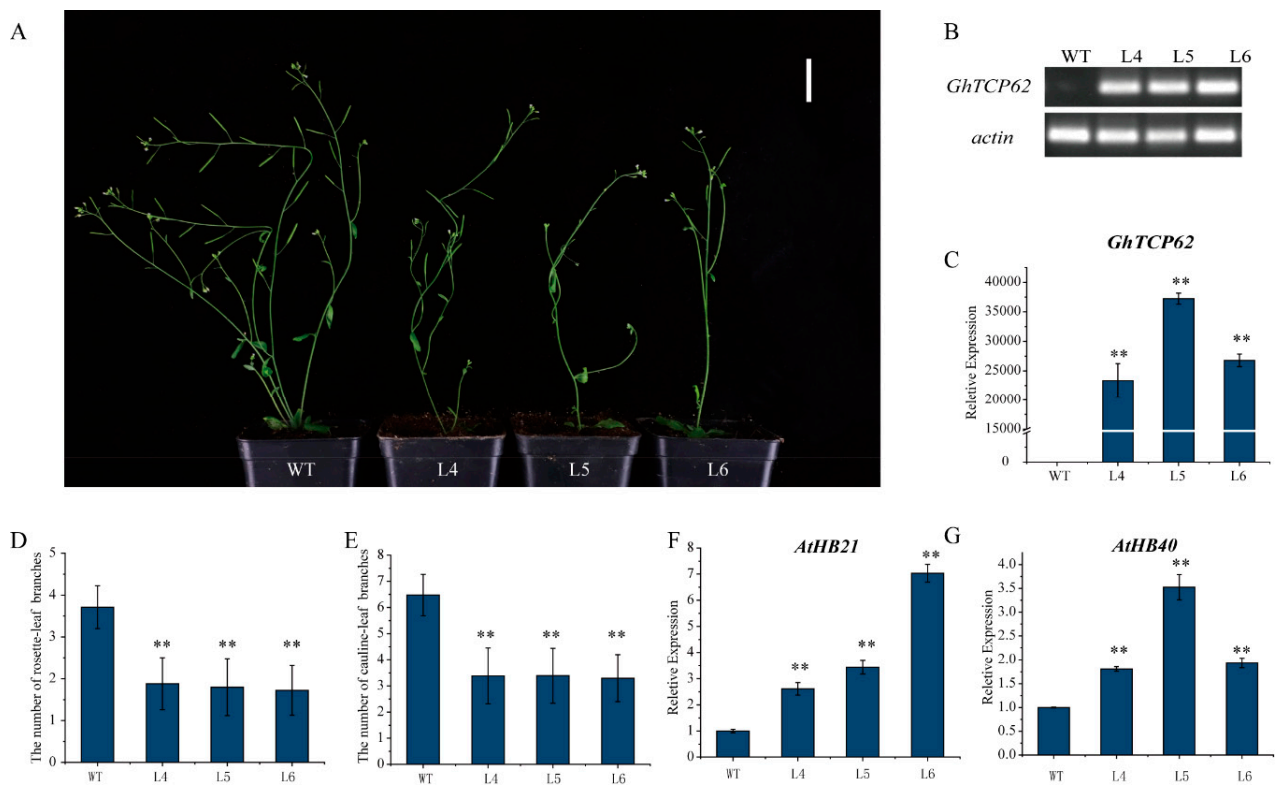 A
WT
L4
L5
L6
B
WT L4 L5 L6
GhTCP62
actin
C
GhTCP62
Reletive Expression
40000
35000
30000
25000
20000
15000
0
**
**
**
WT L4 L5 L6
D
The number of rosette-leaf branches
5
4
3
2
1
0
** ** **
WT L4 L5 L6
E
The number of cauline-leaf branches
8
7
6
5
4
3
2
1
0
** ** **
WT L4 L5 L6
F
AtHB21
Reletive Expression
8
7
6
5
4
3
2
1
0
**
**
**
WT L4 L5 L6
G
AtHB40
Reletive Expression
4.0
3.5
3.0
2.5
2.0
1.5
1.0
0.5
0.0
**
**
**
WT L4 L5 L6